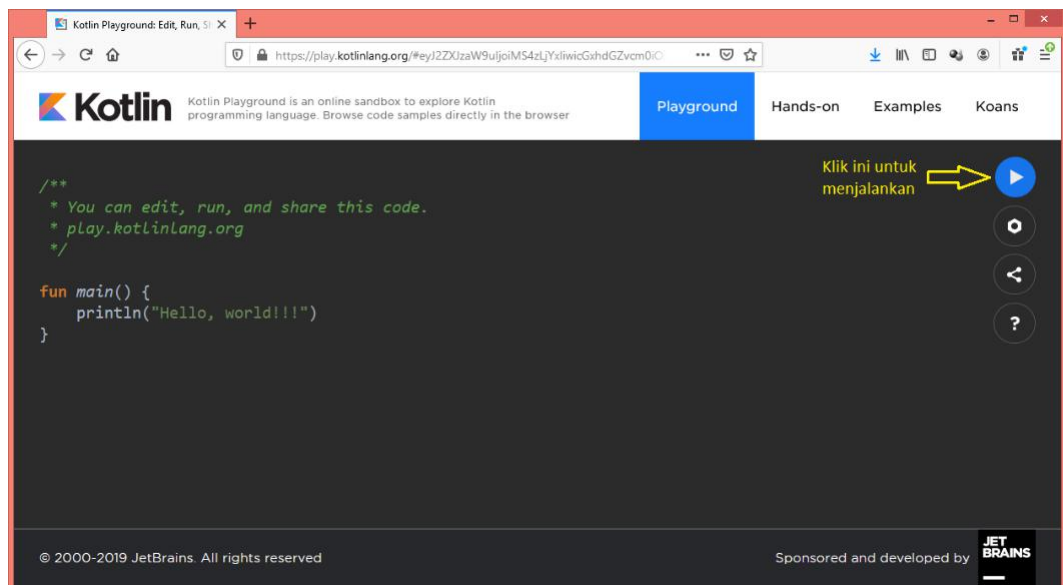 Kotlin Playground: Edit, Run, S
https://play.kotlinlang.org/#eyJ2ZXJzaW9uIjoiMS4zLjYxIiwicGxhdGZvcm0iO
Kotlin
Kotlin Playground is an online sandbox to explore Kotlin
programming language. Browse code samples directly in the browser
Playground
Hands-on
Examples
Koans
Klik ini untuk
menjalankan
/**
* You can edit, run, and share this code.
* play.kotlinlang.org
*/
fun main() {
println("Hello, world!!!")
}
?
© 2000-2019 JetBrains. All rights reserved
Sponsored and developed by
JET
BRAINS